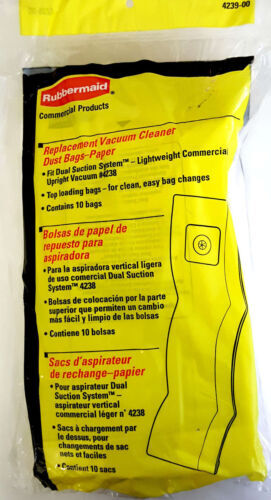 4239-00
Rubbermaid
Commercial Products
Replacement Vacuum Cleaner
Dust Bags-Paper
• Fit Dual Suction System™ – Lightweight Commercial
Upright Vacuum #4238
• Top loading bags – for clean, easy bag changes
• Contains 10 bags
Bolsas de papel de
repuesto para
aspiradora
• Para la aspiradora vertical ligera
de uso comercial Dual Suction
System™ 4238
• Bolsas de colocación por la parte
superior que permiten un cambio
más fácil y limpio de las bolsas
• Contiene 10 bolsas
Sacs d'aspirateur
de rechange–papier
• Pour aspirateur Dual
Suction System™ –
aspirateur vertical
commercial léger n° 4238
• Sacs à chargement par
le dessus, pour
changements de sac
nets et faciles
• Contient 10 sacs